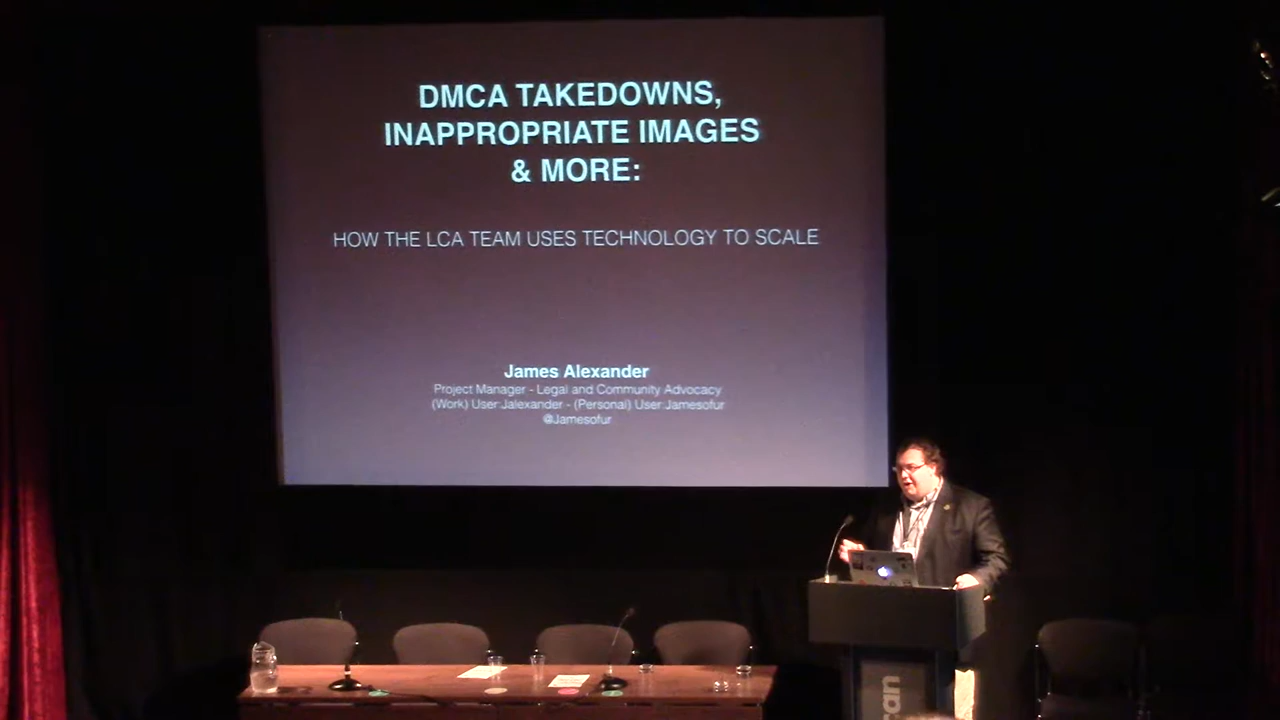 DMCA TAKEDOWNS,
INAPPROPRIATE IMAGES
& MORE:
HOW THE LCA TEAM USES TECHNOLOGY TO SCALE
James Alexander
Project Manager - Legal and Community Advocacy
(Work) User:Jalexander - (Personal) User:Jamesofur
@Jamesofur
can